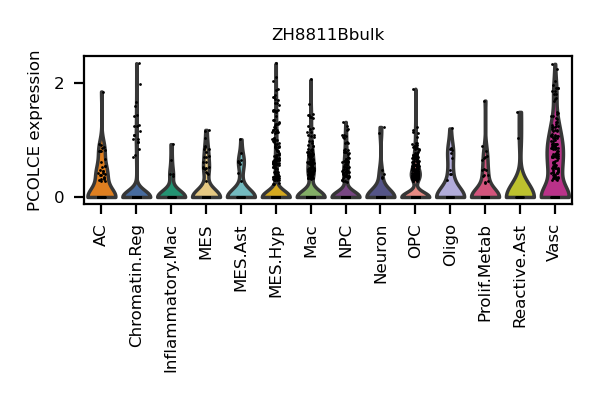 ZH8811Bbulk
PCOLCE expression
2
0
AC
Chromatin.Reg
Inflammatory.Mac
MES
MES.Ast
MES.Hyp
Mac
NPC
Neuron
OPC
Oligo
Prolif.Metab
Reactive.Ast
Vasc